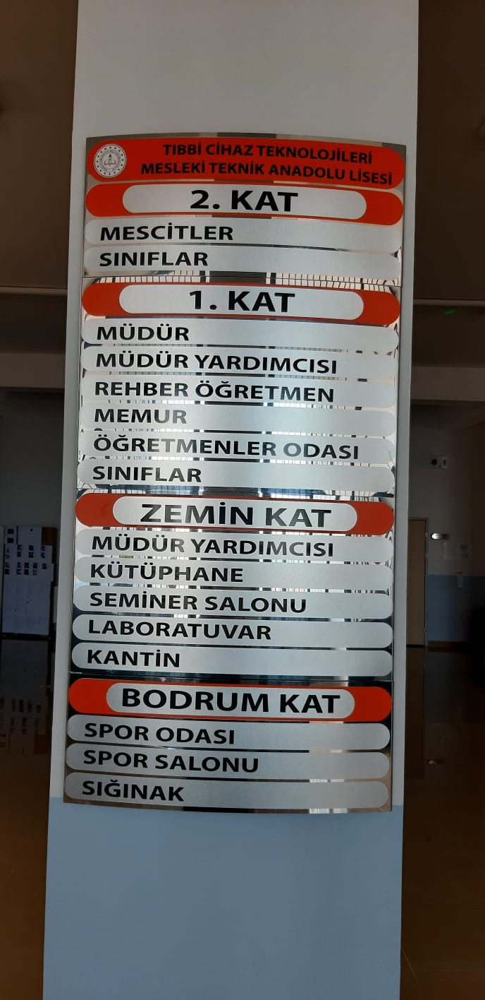 TIBBİ CİHAZ TEKNOLOJİLERİ
MESLEKİ TEKNİK ANADOLU LİSESİ
2. KAT
MESCİTLER
SINIFLAR
1. KAT
MÜDÜR
MÜDÜR YARDIMCISI
REHBER ÖĞRETMEN
MEMUR
ÖĞRETMENLER ODASI
SINIFLAR
ZEMİN KAT
MÜDÜR YARDIMCISI
KÜTÜPHANE
SEMİNER SALONU
LABORATUVAR
KANTİN
BODRUM KAT
SPOR ODASI
SPOR SALONU
SIĞINAK